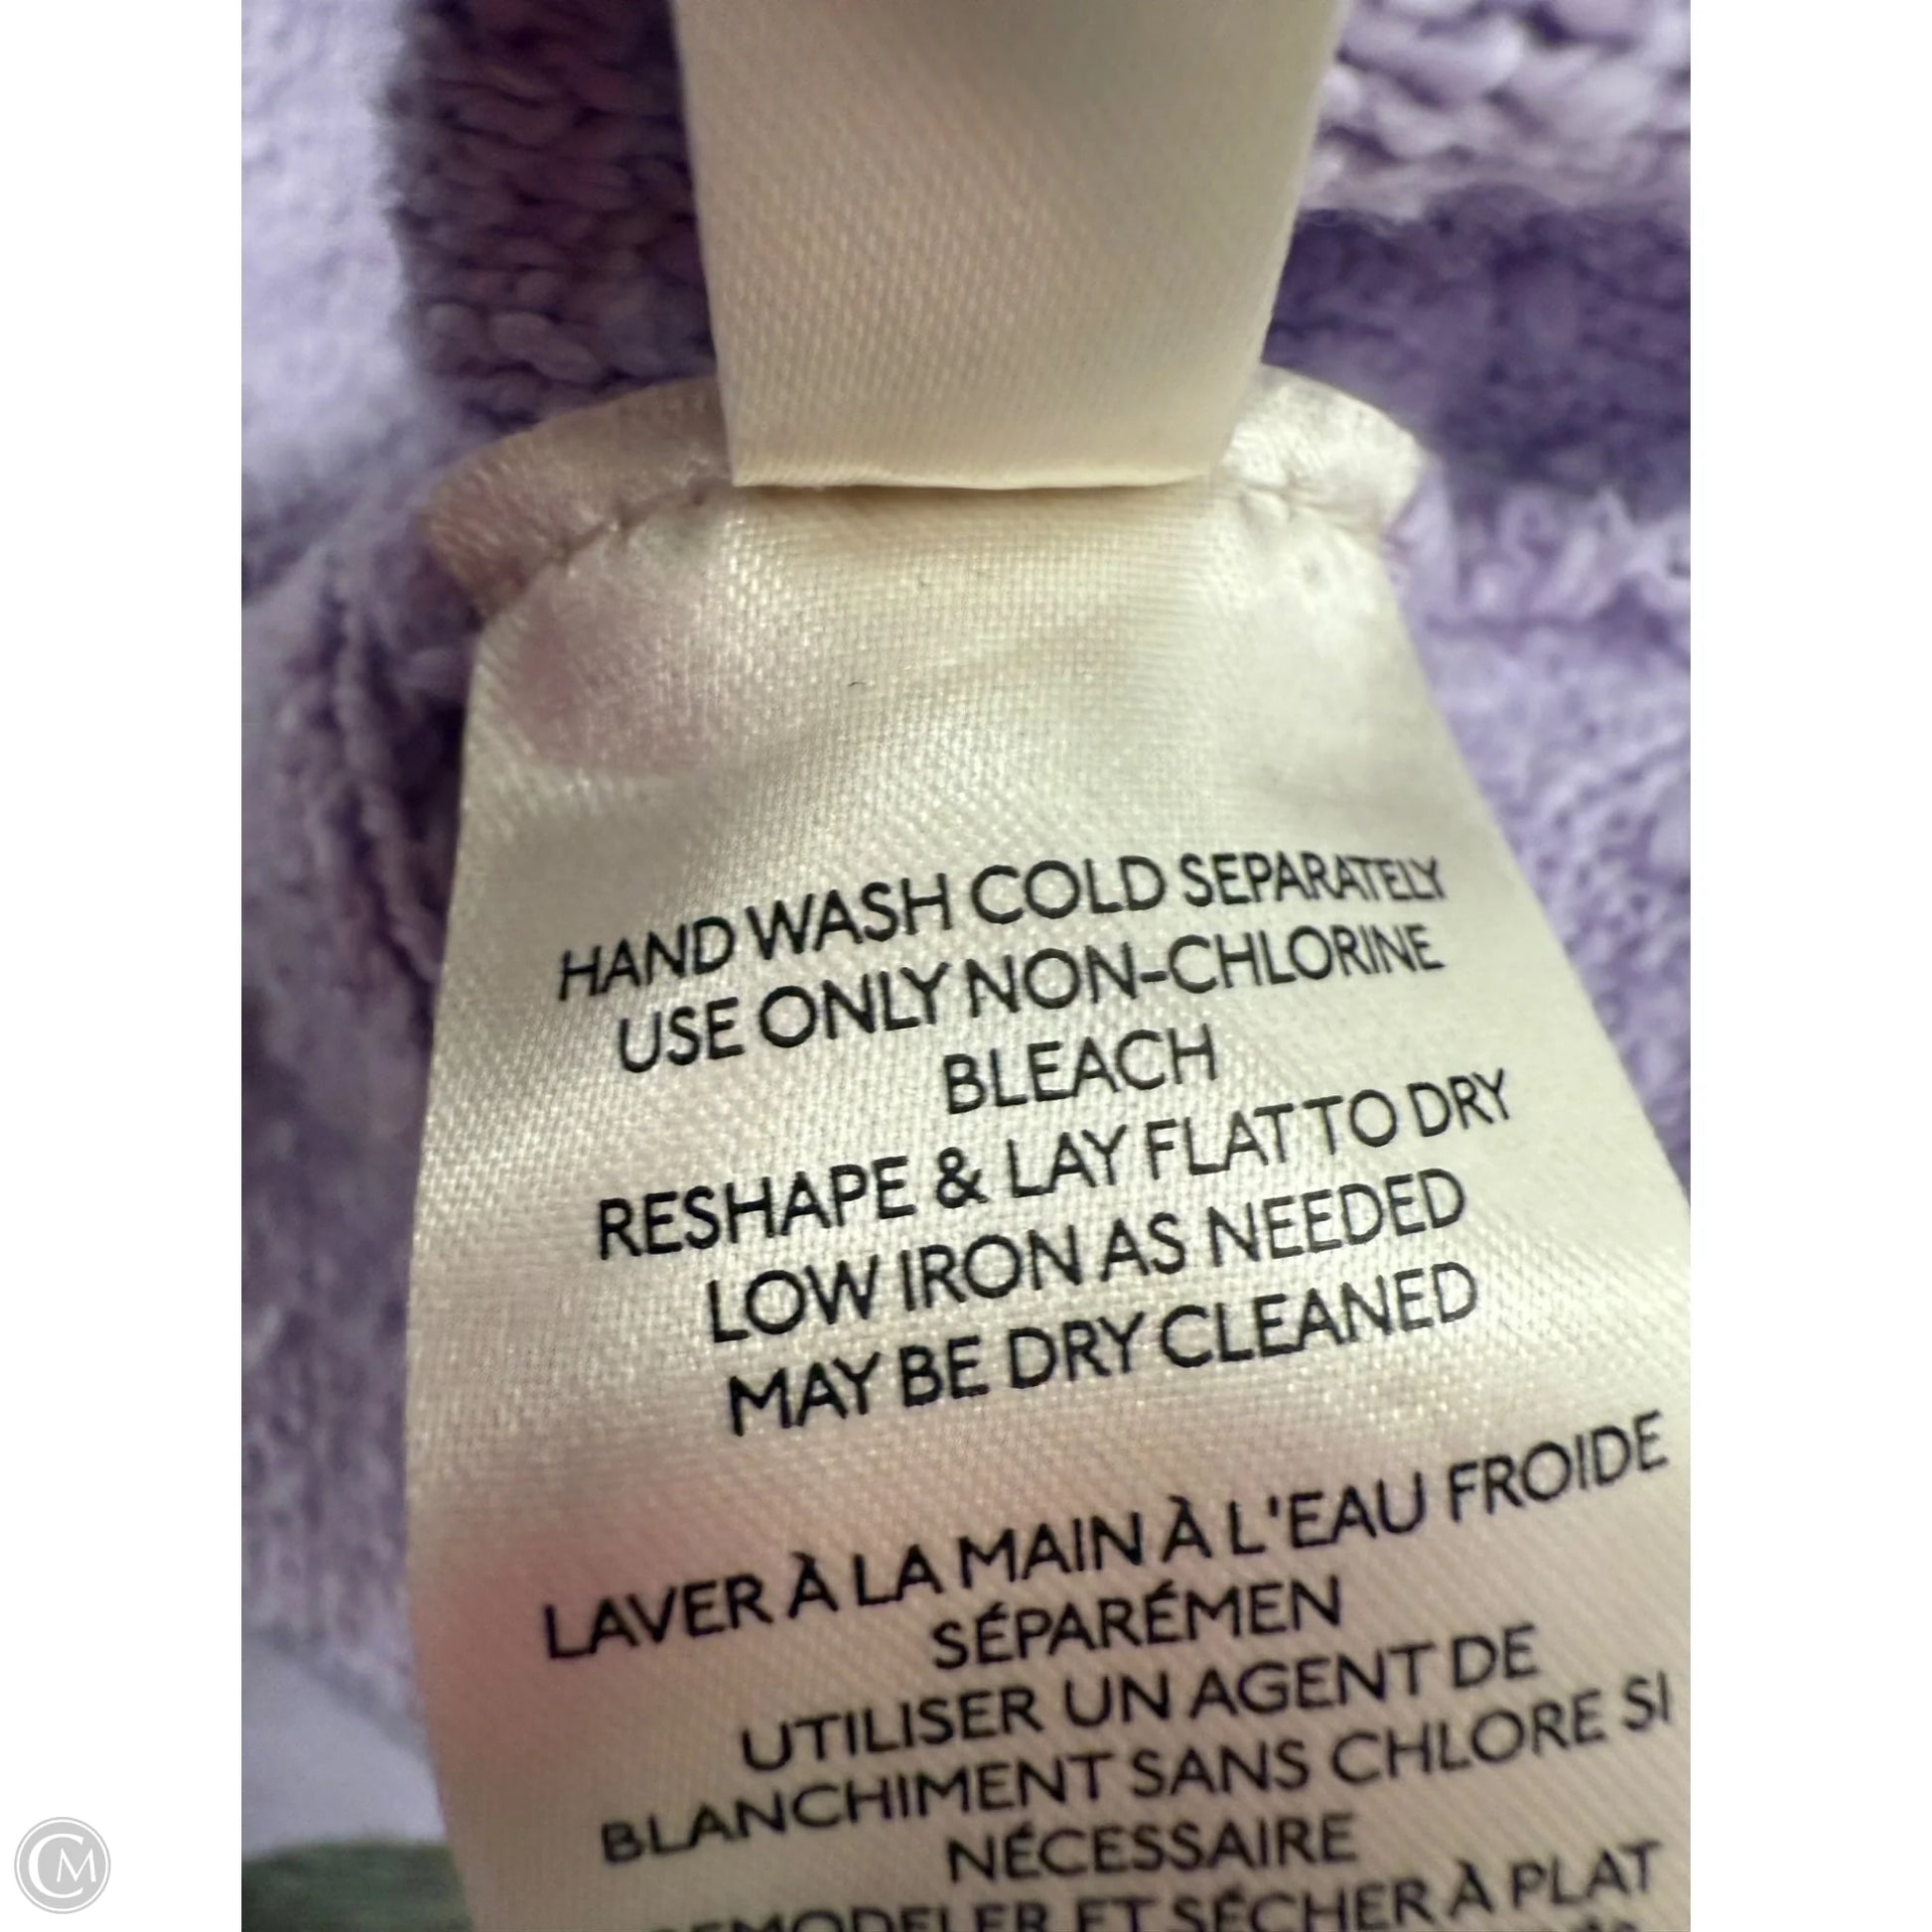 HAND WASH COLD SEPARATELY
USE ONLY NON-CHLORINE
BLEACH
RESHAPE & LAY FLAT TO DRY
LOW IRON AS NEEDED
MAY BE DRY CLEANED
LAVER À LA MAIN À L'EAU FROIDE
SÉPARÉMEN
UTILISER UN AGENT DE
BLANCHIMENT SANS CHLORE SI
NÉCESSAIRE
ET SÉCHER À PLAT
CM